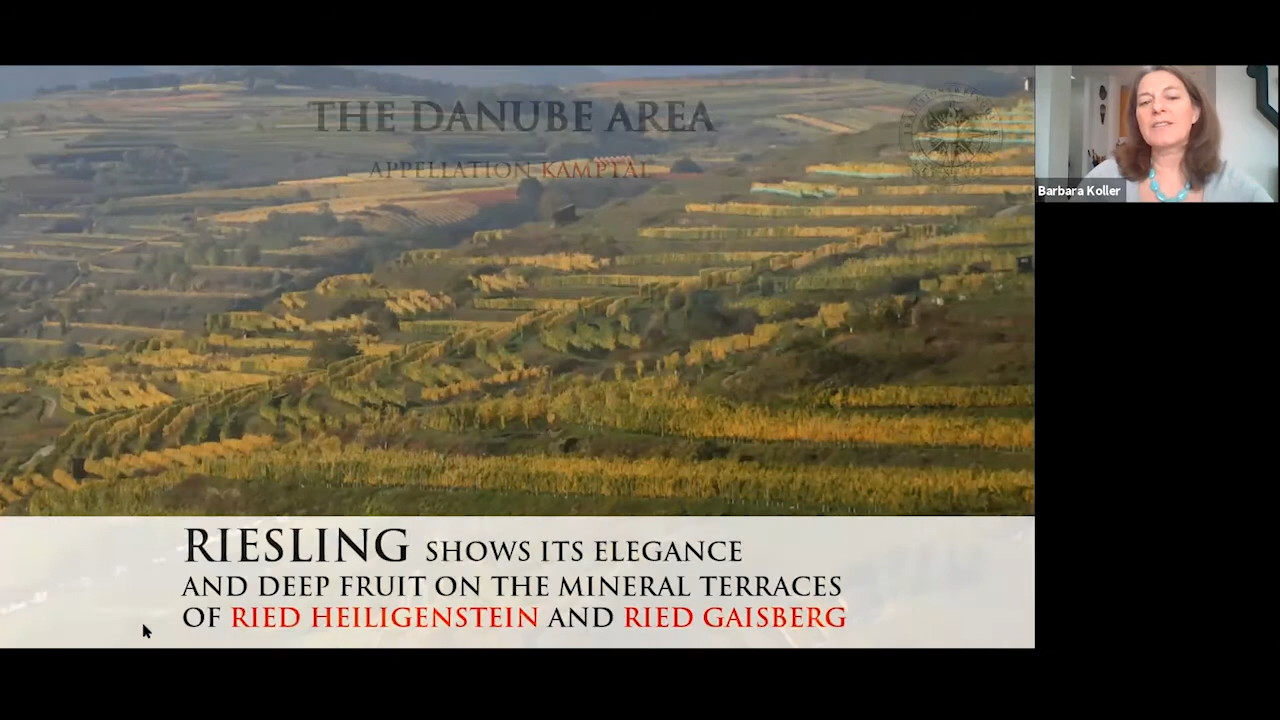 THE DANUBE AREA
APPELLATION KAMPTAL
Barbara Koller
RIESLING SHOWS ITS ELEGANCE
AND DEEP FRUIT ON THE MINERAL TERRACES
OF RIED HEILIGENSTEIN AND RIED GAISBERG